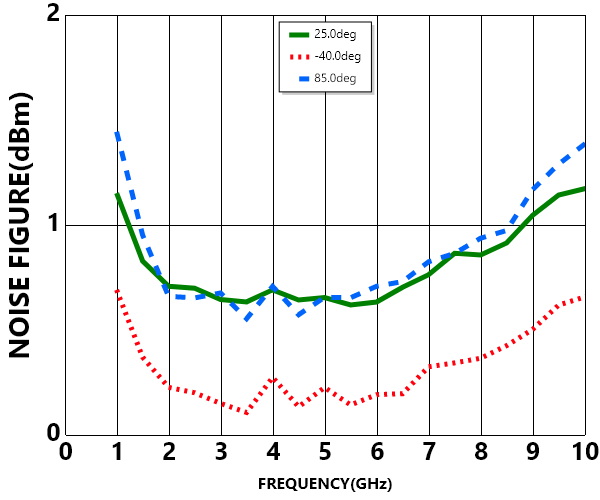 2
25.0deg
-40.0deg
85.0deg
NOISE FIGURE(dBm)
1
0
0 1 2 3 4 5 6 7 8 9 10
FREQUENCY(GHz)